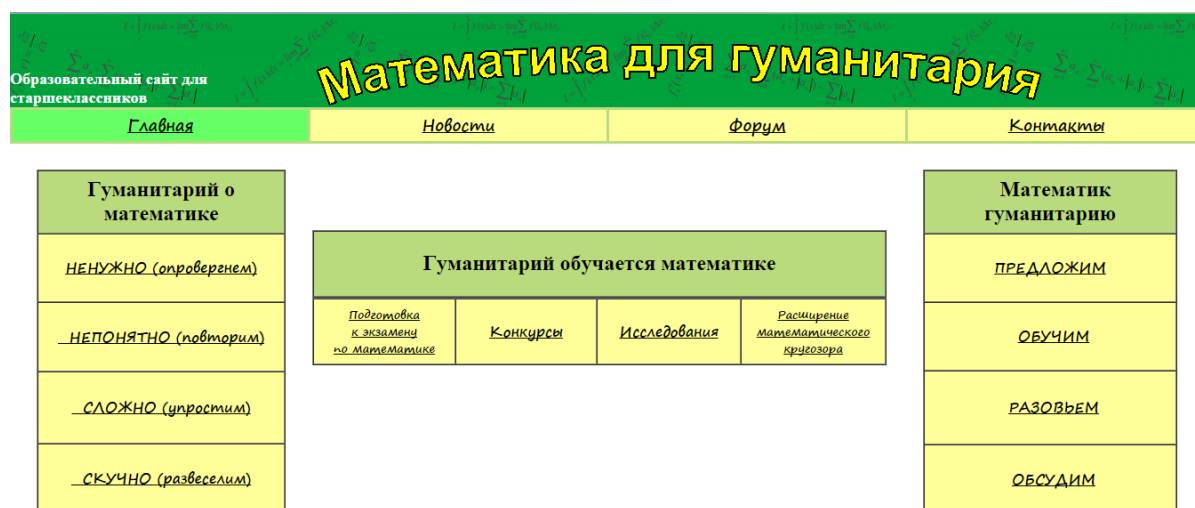 Образовательный сайт для
старшеклассников
Математика для гуманитария
Главная
Новости
Форум
Контакты
Гуманитарий о
математике
НЕНУЖНО (опровергнем)
НЕПОНЯТНО (повторим)
СЛОЖНО (упростим)
СКУЧНО (развеселим)
Гуманитарий обучается математике
Подготовка
к экзамену
по математике
Конкурсы
Исследования
Расширение
математического
кругозора
Математик
гуманитарию
ПРЕДЛОЖИМ
ОБУЧИМ
РАЗОВЬЕМ
ОБСУДИМ